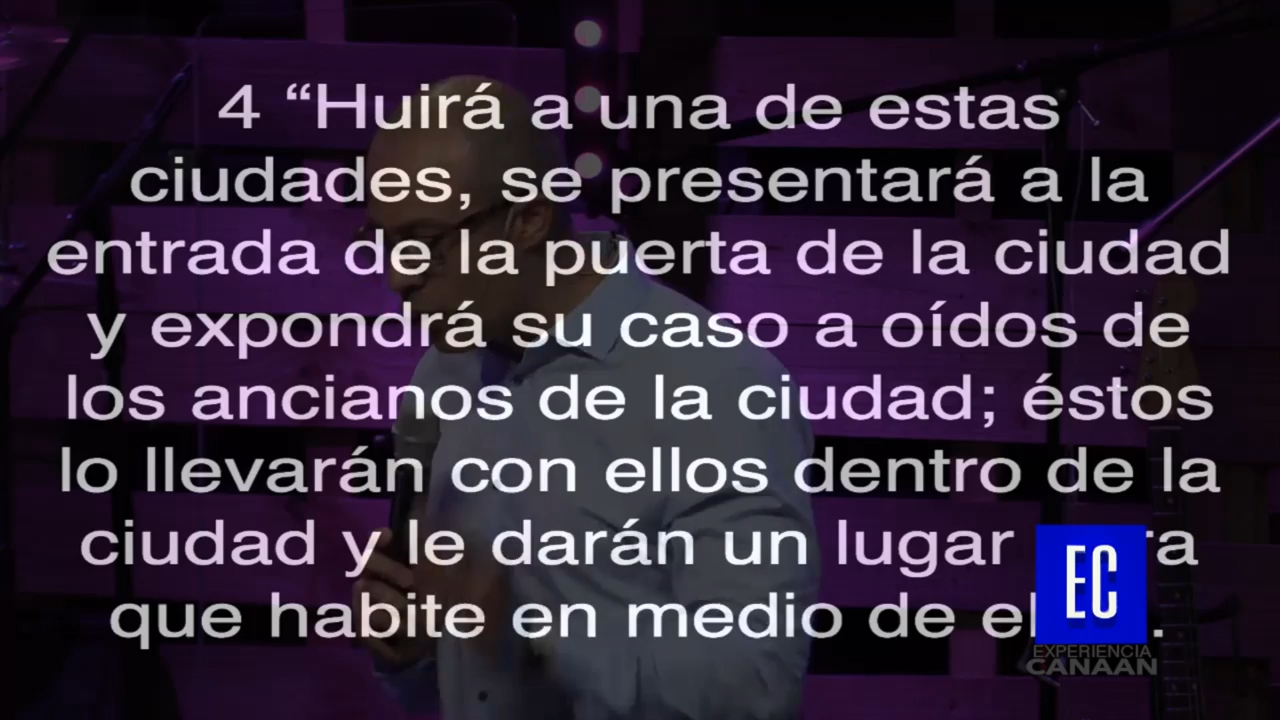 4 “Huirá a una de estas
ciudades, se presentará a la
entrada de la puerta de la ciudad
y expondrá su caso a oídos de
los ancianos de la ciudad; éstos
lo llevarán con ellos dentro de la
ciudad y le darán un lugar
que habite en medio de
EC
EXPERIENCIA
CANAAN